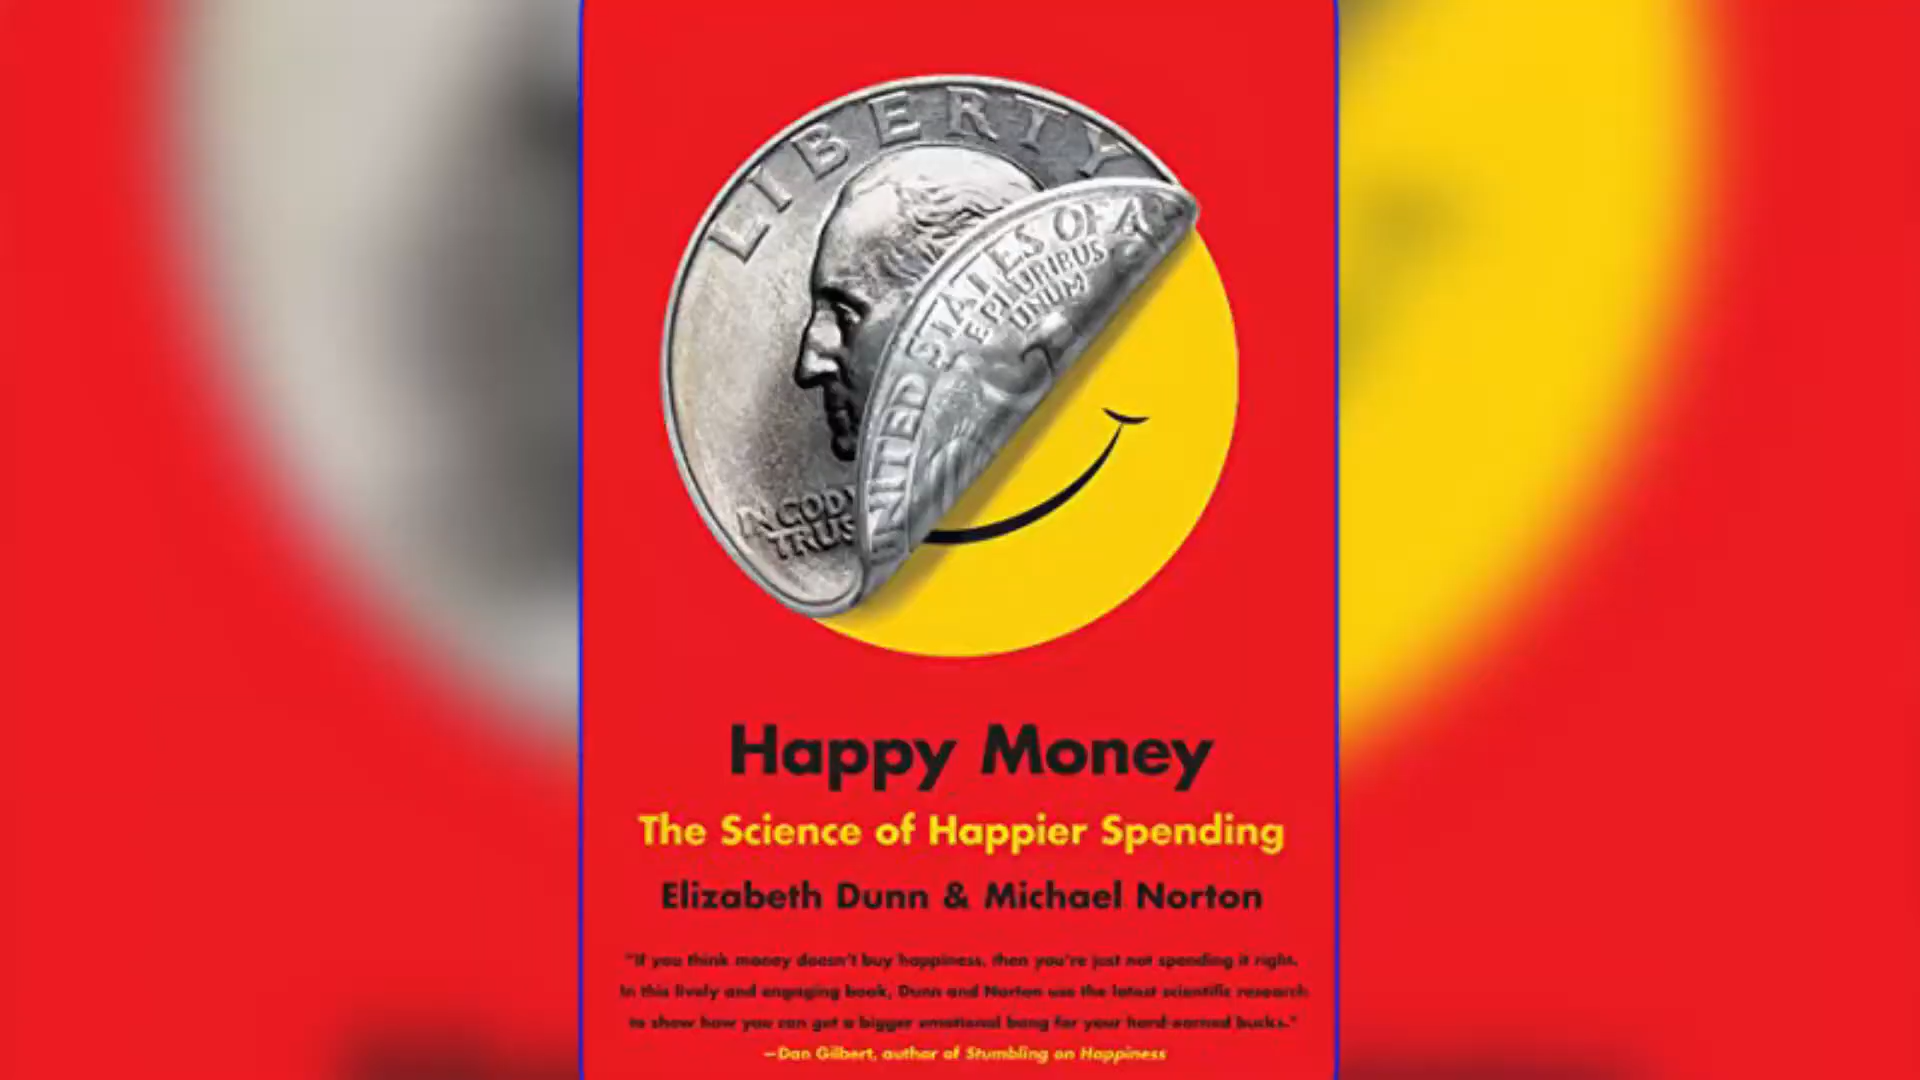 LIBERTY
UNITED STATES OF A
E PLURIBUS
UNUM
IN GOD
TRUS
Happy Money
The Science of Happier Spending
Elizabeth Dunn & Michael Norton
"If you think money doesn't buy happiness, then you're just not spending it right.
In this lively and engaging book, Dunn and Norton use the latest scientific research
to show how you can get a bigger emotional bang for your hard-earned bucks."
—Dan Gilbert, author of Stumbling on Happiness